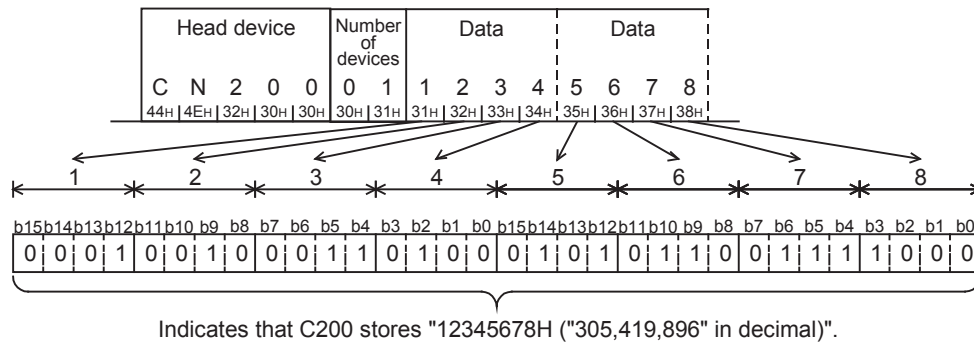 Head device Number of devices Data Data
C N 2 0 0 0 1 1 2 3 4 5 6 7 8
44H 4EH 32H 30H 30H 30H 31H 31H 32H 33H 34H 35H 36H 37H 38H
1 2 3 4 5 6 7 8
b15 b14 b13 b12 b11 b10 b9 b8 b7 b6 b5 b4 b3 b2 b1 b0 b15 b14 b13 b12 b11 b10 b9 b8 b7 b6 b5 b4 b3 b2 b1 b0
0 0 0 1 0 0 1 0 0 0 1 1 0 1 0 0 0 1 0 1 0 1 1 0 0 1 1 1 1 0 0 0
Indicates that C200 stores "12345678H ("305,419,896" in decimal)".